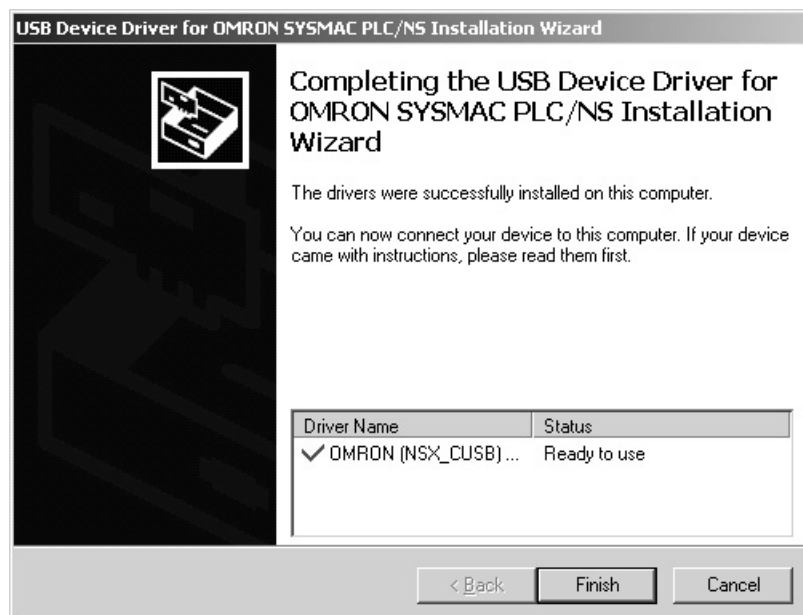 USB Device Driver for OMRON SYSMAC PLC/NS Installation Wizard
Completing the USB Device Driver for
OMRON SYSMAC PLC/NS Installation
Wizard
The drivers were successfully installed on this computer.
You can now connect your device to this computer. If your device
came with instructions, please read them first.
Driver Name Status
OMRON (NSX_CUSB) ... Ready to use
< Back Finish Cancel